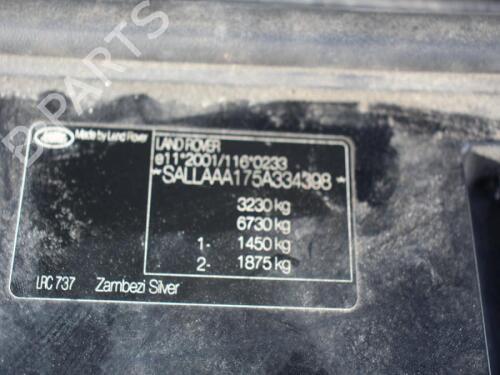 B-PARTS
Made by Land Rover
LAND ROVER
e11*2001/116*0233
*SALLAAA175A334398*
3230 kg
6730 kg
1- 1450 kg
2- 1875 kg
LRC 737 Zambezi Silver